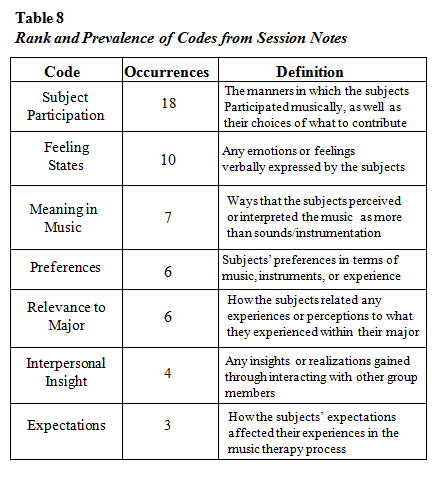 Table 8
Rank and Prevalence of Codes from Session Notes
Code Occurrences Definition
Subject Participation 18 The manners in which the subjects
Participated musically, as well as
their choices of what to contribute
Feeling States 10 Any emotions or feelings
verbally expressed by the subjects
Meaning in Music 7 Ways that the subjects perceived
or interpreted the music as more
than sounds/instrumentation
Preferences 6 Subjects' preferences in terms of
music, instruments, or experience
Relevance to Major 6 How the subjects related any
experiences or perceptions to what
they experienced within their major
Interpersonal Insight 4 Any insights or realizations gained
through interacting with other group
members
Expectations 3 How the subjects' expectations
affected their experiences in the
music therapy process